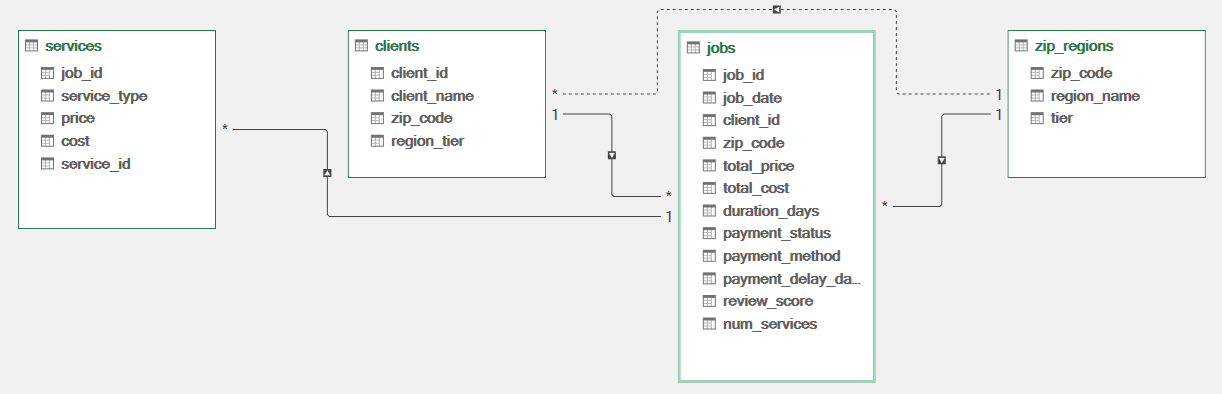 services
job_id
service_type
price
cost
service_id
*
clients
client_id
client_name
zip_code
region_tier
*
1
jobs
job_id
job_date
client_id
zip_code
total_price
total_cost
duration_days
payment_status
payment_method
payment_delay_da...
review_score
num_services
*
1
*
zip_regions
zip_code
region_name
tier
1
1